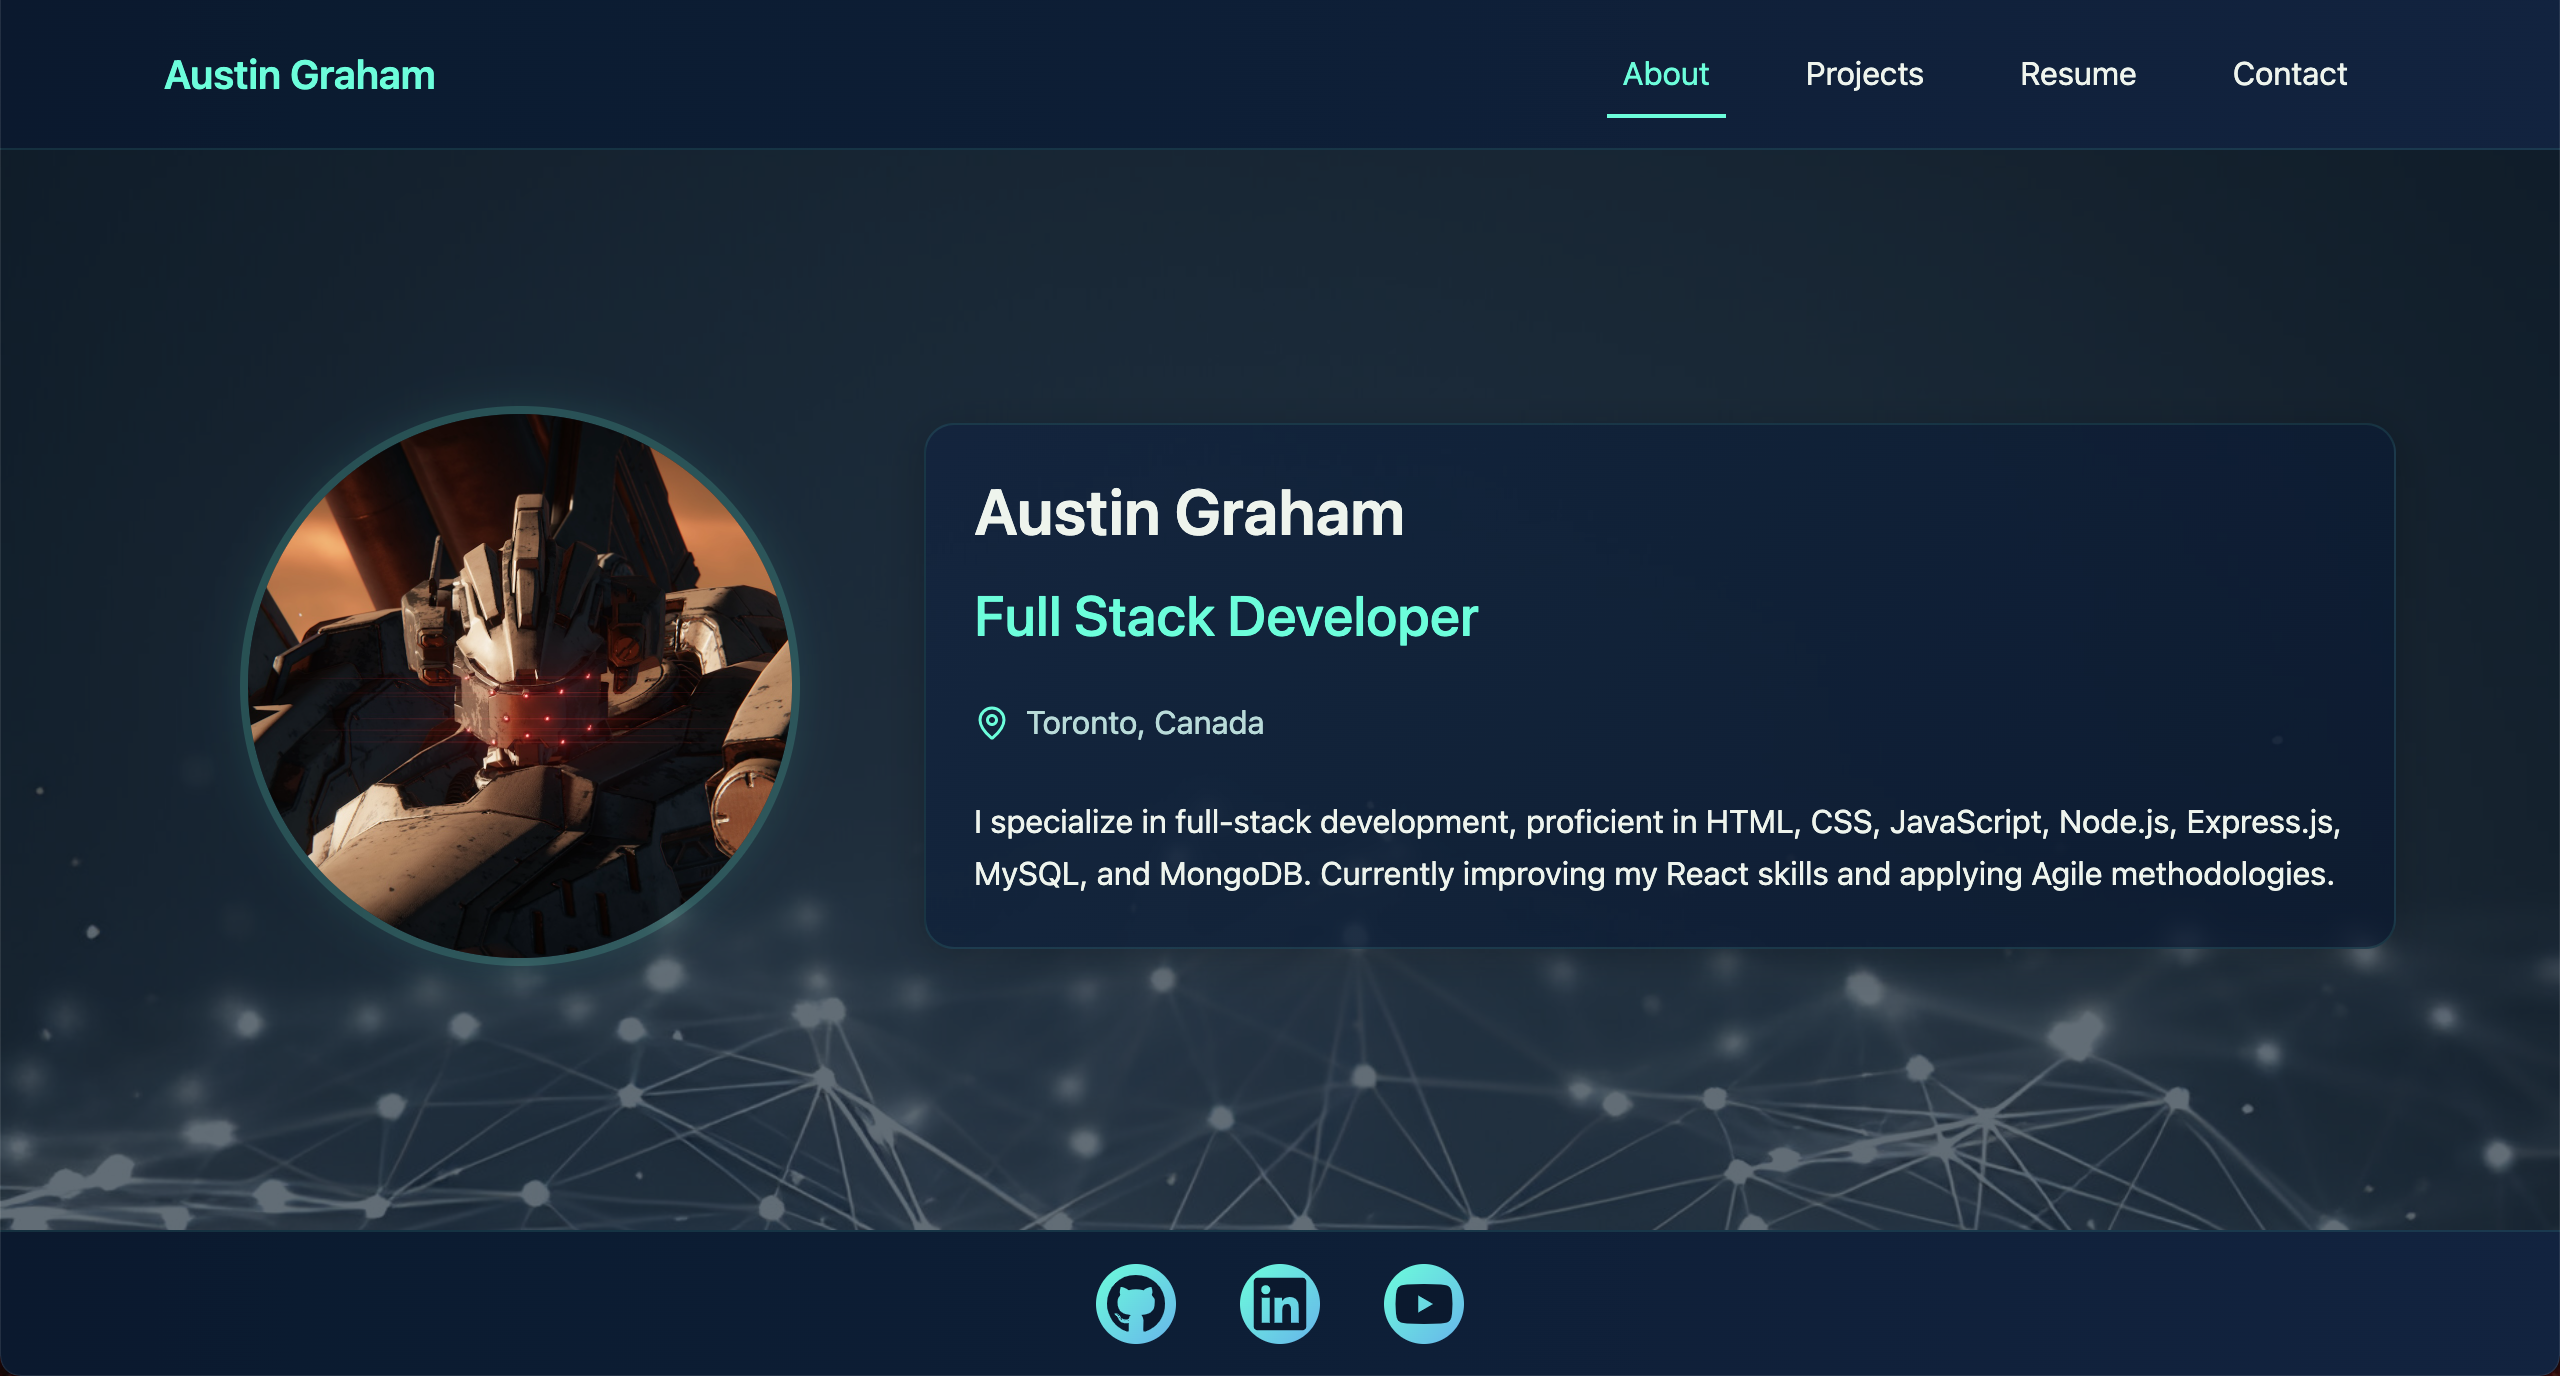 Austin Graham
About
Projects
Resume
Contact
Austin Graham
Full Stack Developer
Toronto, Canada
I specialize in full-stack development, proficient in HTML, CSS, JavaScript, Node.js, Express.js,
MySQL, and MongoDB. Currently improving my React skills and applying Agile methodologies.
in